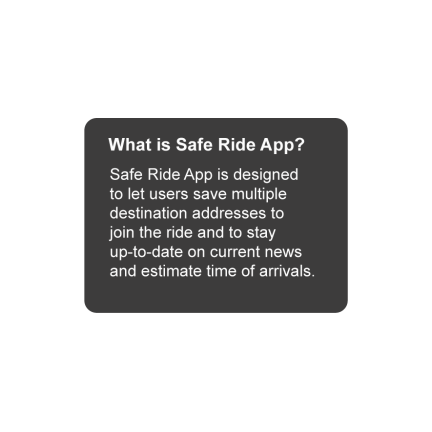 What is Safe Ride App?
Safe Ride App is designed
to let users save multiple
destination addresses to
join the ride and to stay
up-to-date on current news
and estimate time of arrivals.